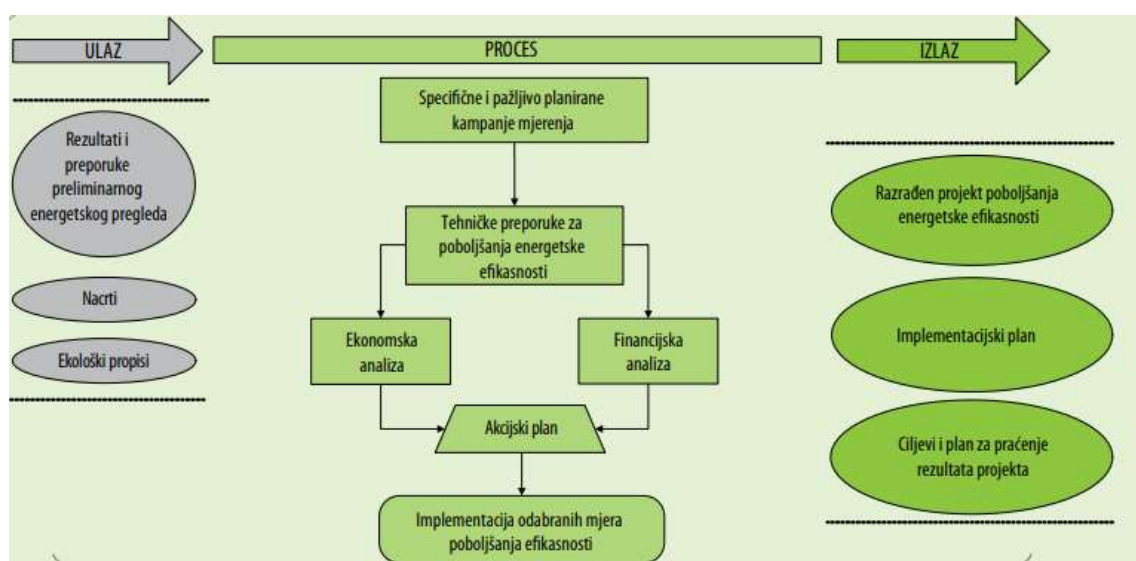 ULAZ
PROCES
IZLAZ
Rezultati i
preporuke
preliminarnog
energetskog pregleda
Nacrti
Ekološki propisi
Specifične i pažljivo planirane
kampanje mjerenja
Tehničke preporuke za
poboljšanja energetske
efikasnosti
Ekonomska
analiza
Financijska
analiza
Akcijski plan
Implementacija odabranih mjera
poboljšanja efikasnosti
Razrađen projekt poboljšanja
energetske efikasnosti
Implementacijski plan
Ciljevi i plan za praćenje
rezultata projekta